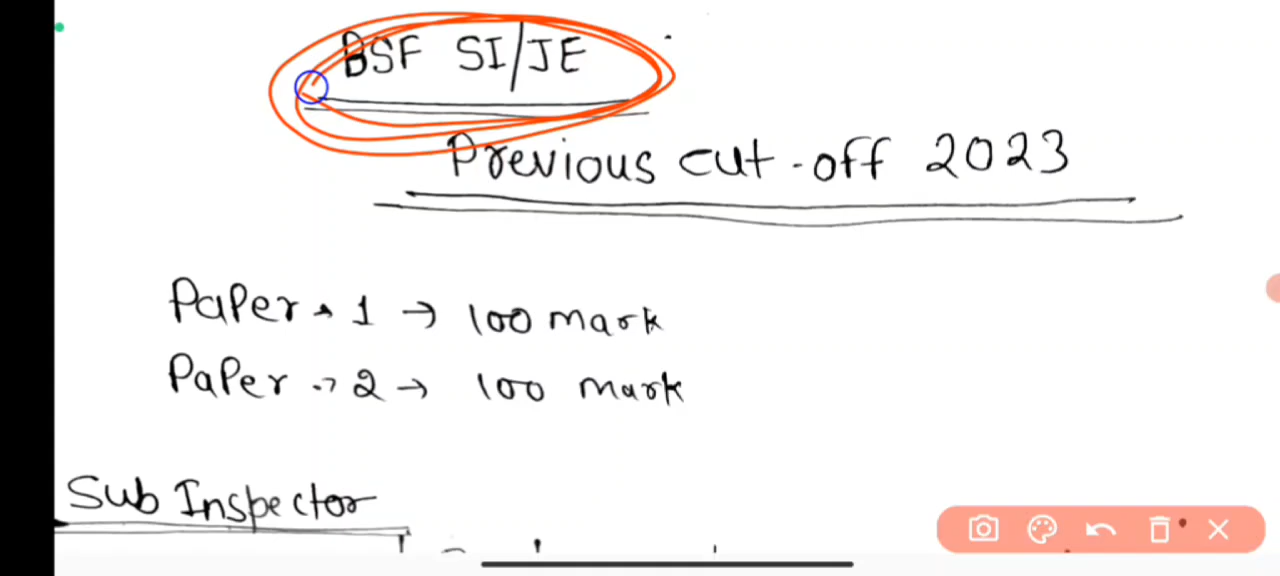 BSF SI/JE
Previous cut-off 2023
Paper → 1 → 100 mark
Paper → 2 → 100 mark
Sub Inspector